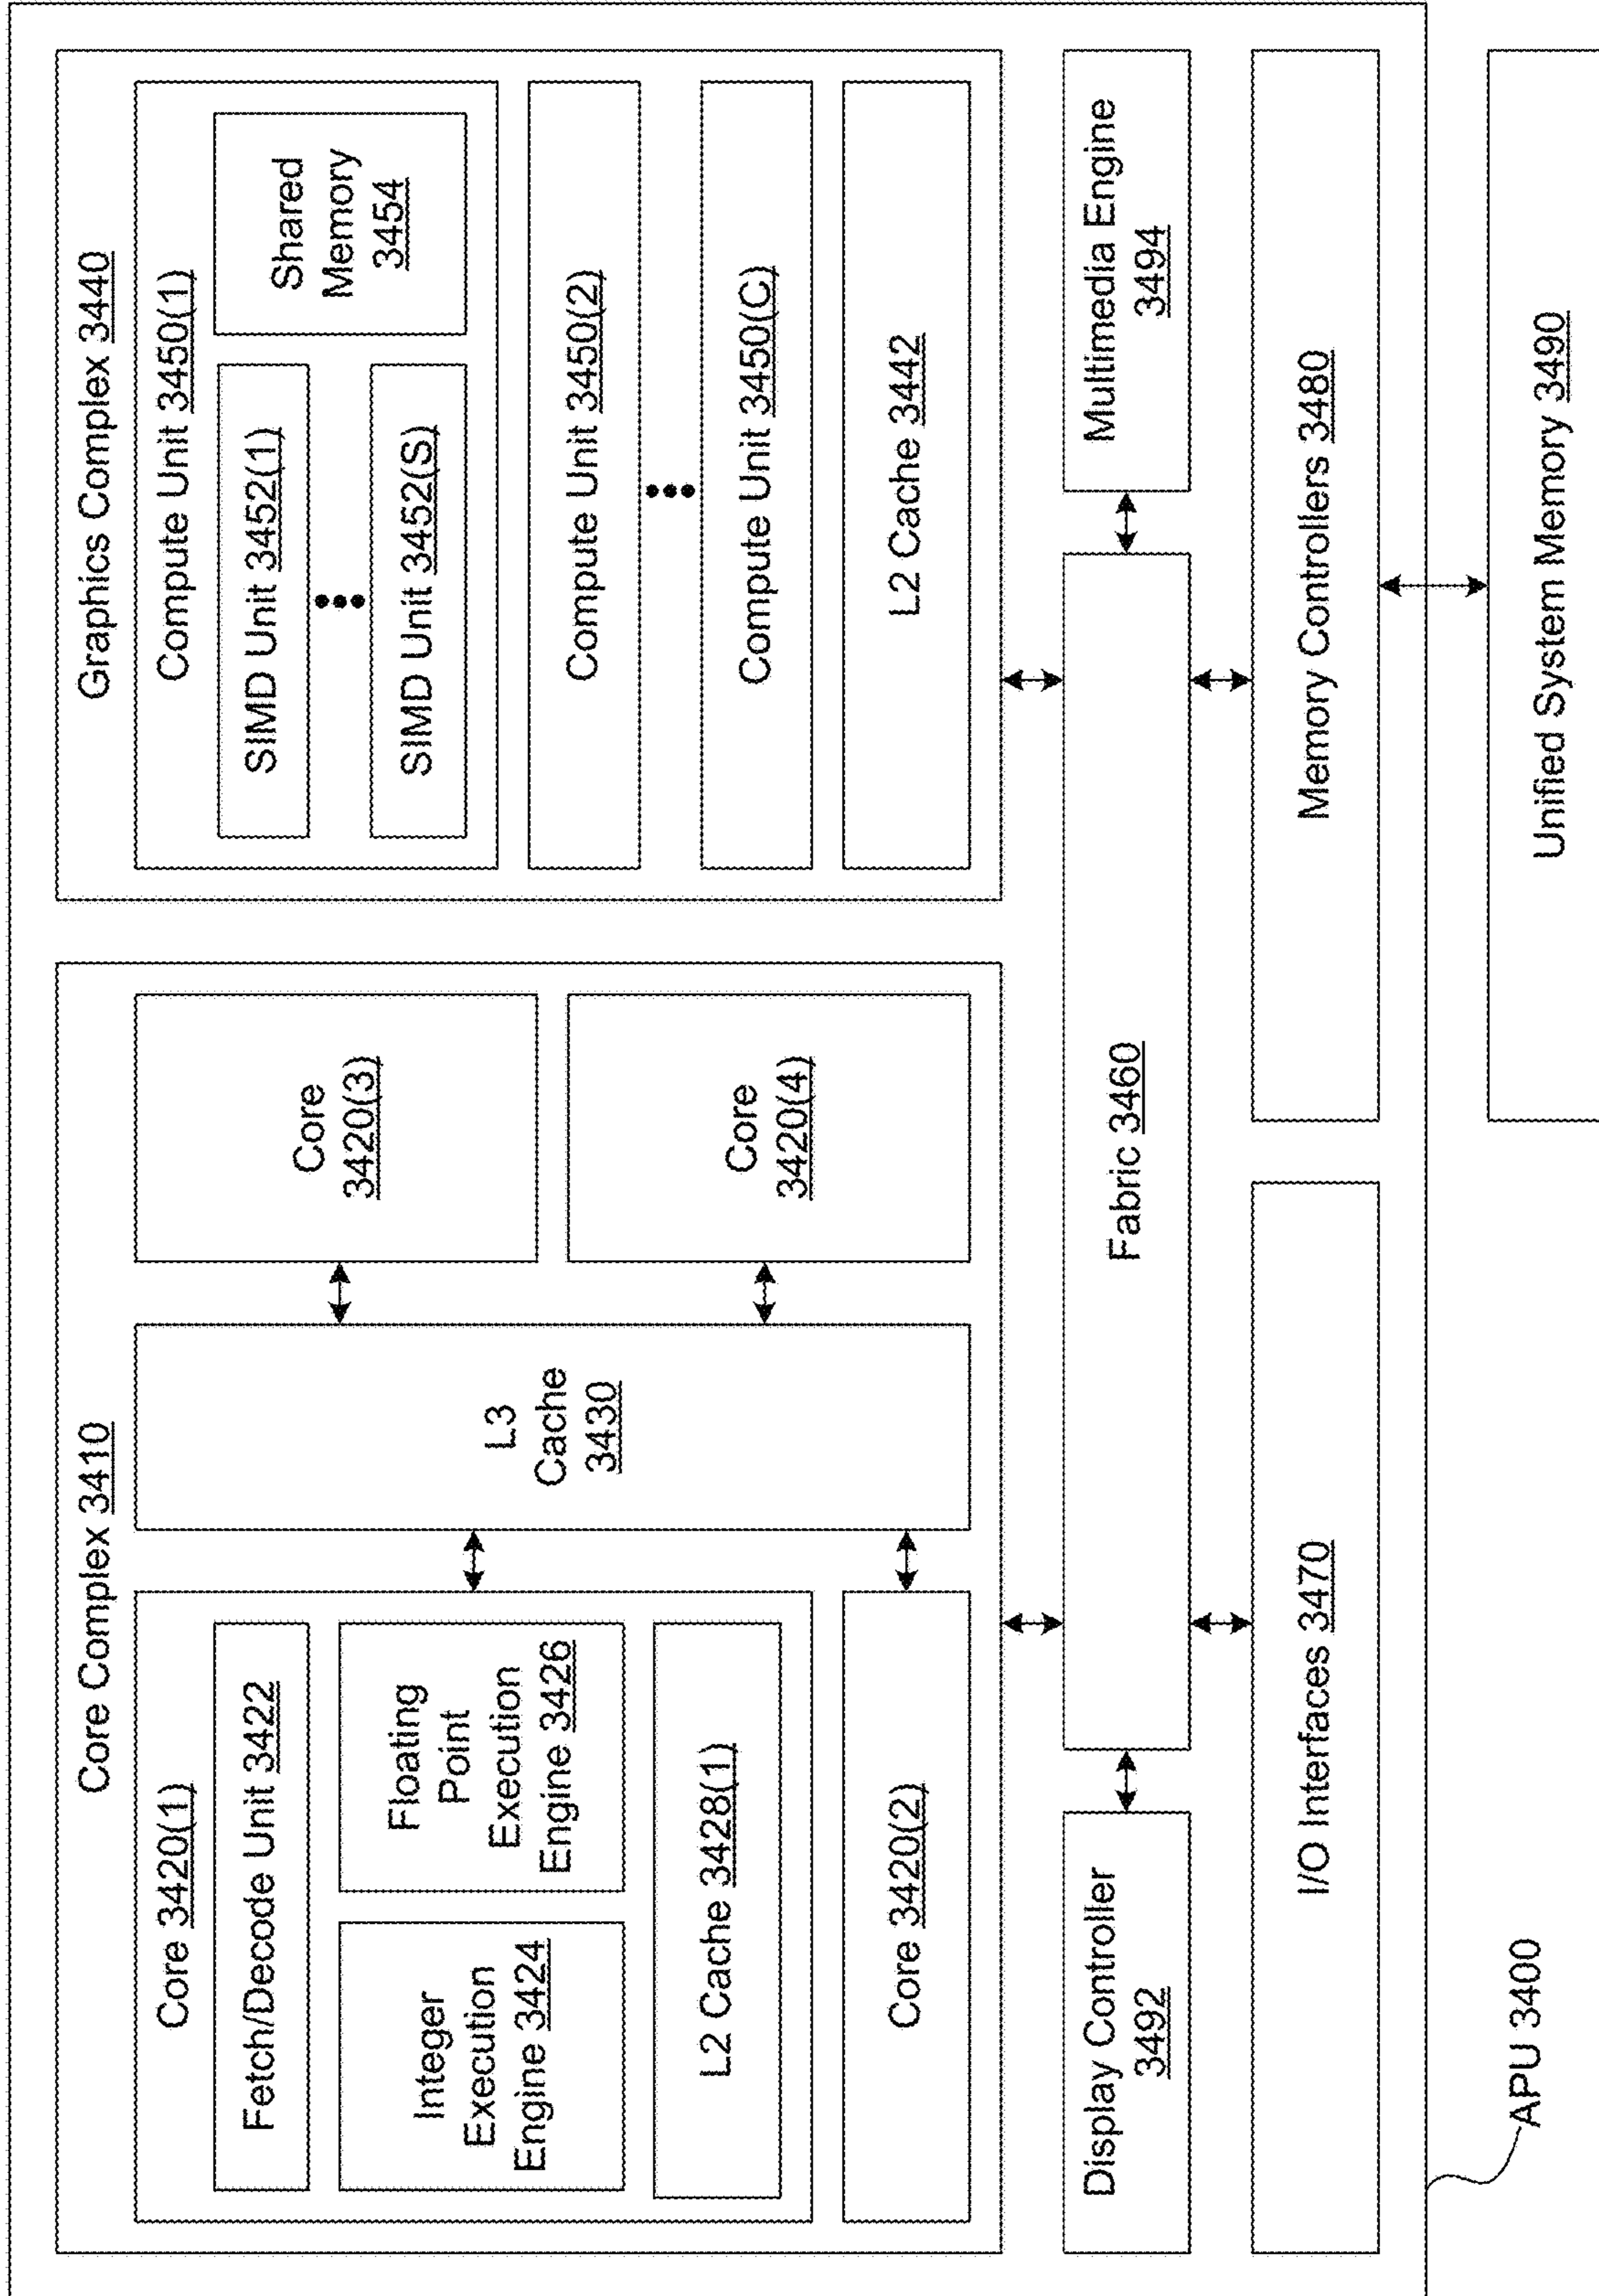 Core Complex 3410
Core 3420(1)
Fetch/Decode Unit 3422
Integer
Execution
Engine 3424
Floating
Point
Execution
Engine 3426
L2 Cache 3428(1)
Core 3420(2)
L3
Cache
3430
Core
3420(3)
Core
3420(4)
Graphics Complex 3440
Compute Unit 3450(1)
SIMD Unit 3452(1)
SIMD Unit 3452(S)
Shared
Memory
3454
Compute Unit 3450(2)
Compute Unit 3450(C)
L2 Cache 3442
Display Controller
3492
Fabric 3460
Multimedia Engine
3494
I/O Interfaces 3470
Memory Controllers 3480
APU 3400
Unified System Memory 3490